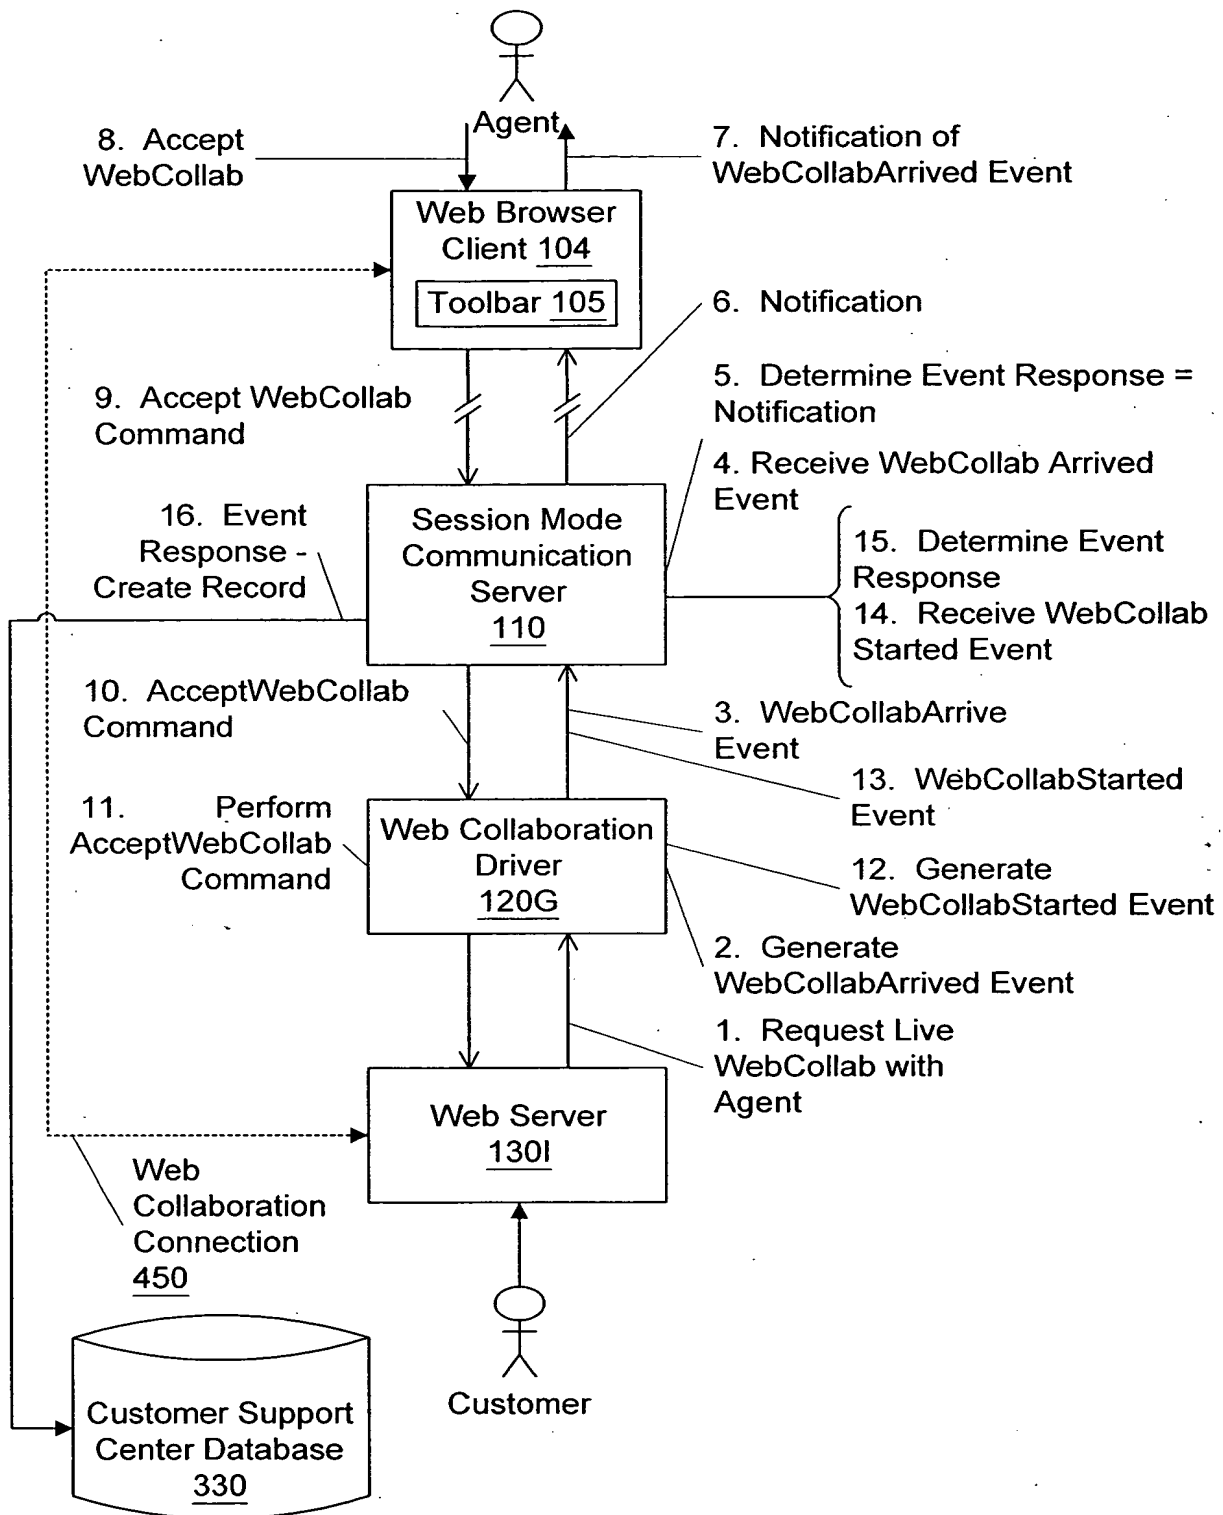 Agent
8. Accept
WebCollab
7. Notification of
WebCollabArrived Event
Web Browser
Client 104
Toolbar 105
6. Notification
5. Determine Event Response =
Notification
9. Accept WebCollab
Command
4. Receive WebCollab Arrived
Event
16. Event
Response -
Create Record
Session Mode
Communication
Server
110
15. Determine Event
Response
14. Receive WebCollab
Started Event
10. AcceptWebCollab
Command
3. WebCollabArrive
Event
13. WebCollabStarted
Event
11. Perform
AcceptWebCollab
Command
Web Collaboration
Driver
120G
12. Generate
WebCollabStarted Event
2. Generate
WebCollabArrived Event
1. Request Live
WebCollab with
Agent
Web Server
130I
Web
Collaboration
Connection
450
Customer
Customer Support
Center Database
330